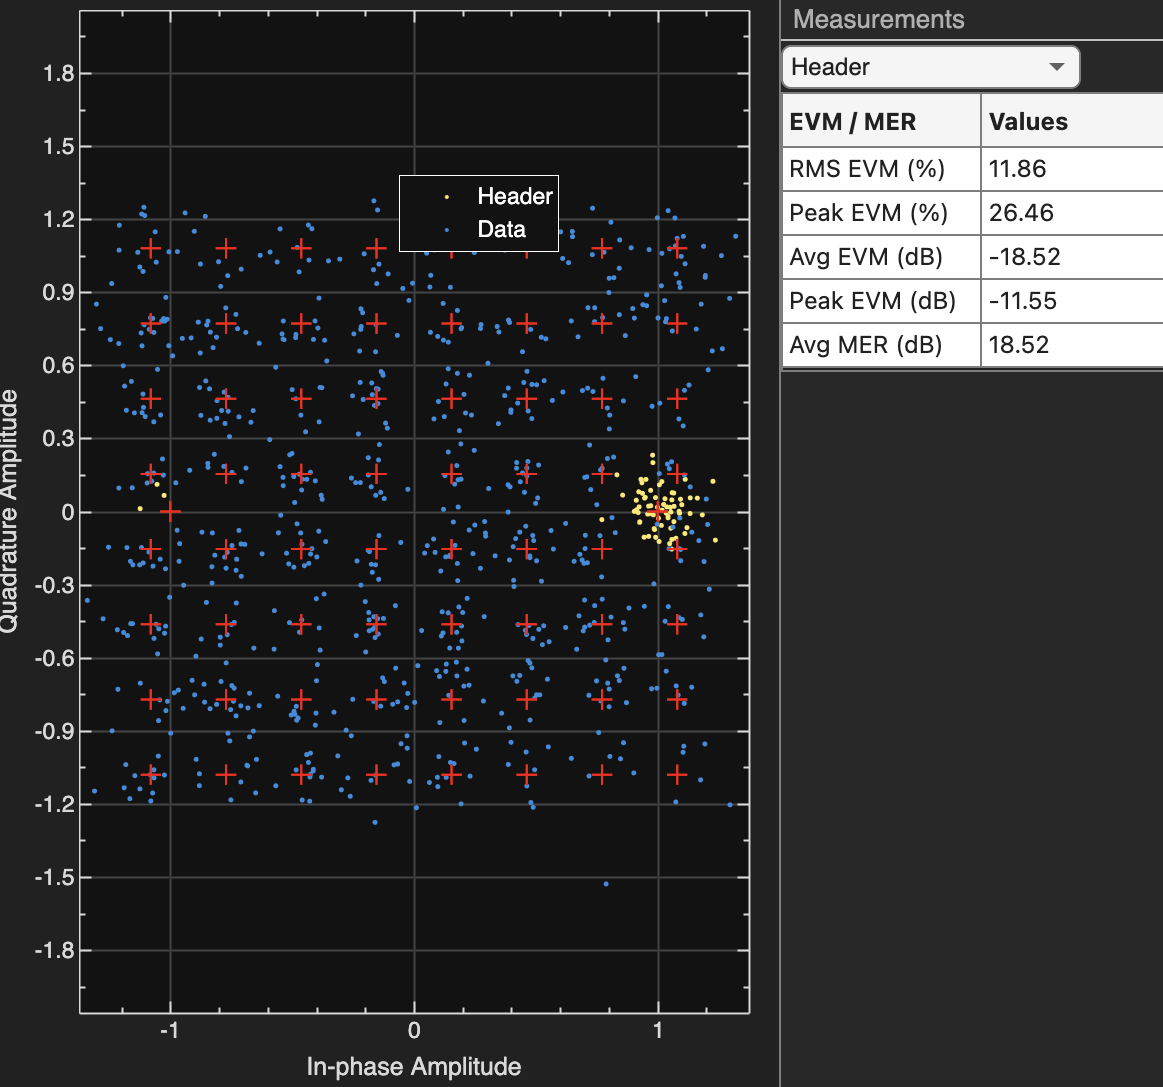 Measurements
Header
EVM / MER Values
RMS EVM (%) 11.86
Peak EVM (%) 26.46
Avg EVM (dB) -18.52
Peak EVM (dB) -11.55
Avg MER (dB) 18.52
Header
Data
1.8
1.5
1.2
0.9
0.6
0.3
0
-0.3
-0.6
-0.9
-1.2
-1.5
-1.8
Quadrature Amplitude
-1 0 1
In-phase Amplitude